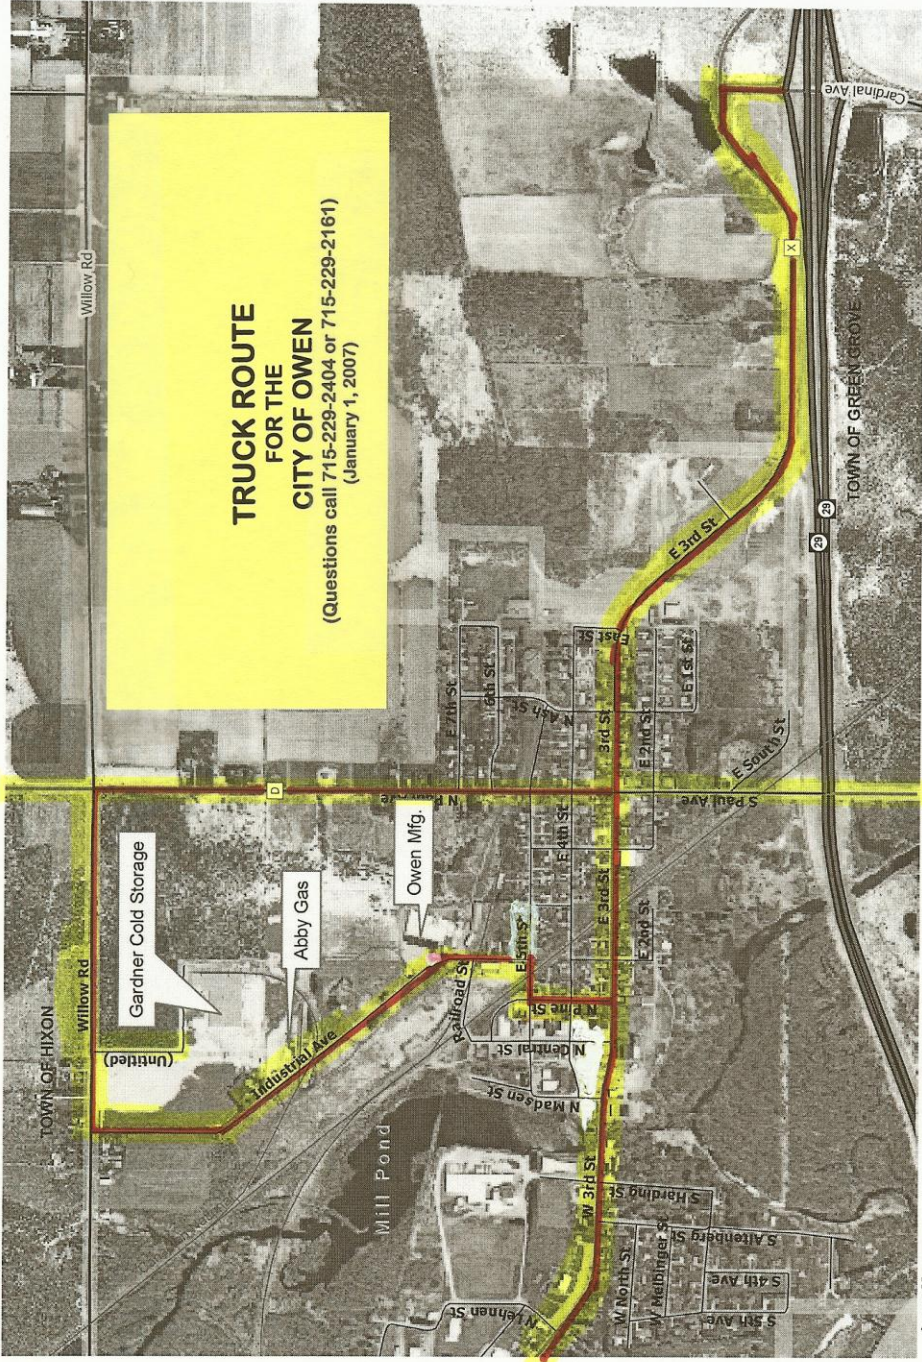 TRUCK ROUTE
FOR THE
CITY OF OWEN
(Questions call 715-229-2404 or 715-229-2161)
(January 1, 2007)
TOWN OF HIXON
Willow Rd
Willow Rd
Gardner Cold Storage
(Untitled)
Abby Gas
Industrial Ave
Owen Mfg.
D
Mill Pond
Railroad St
E 5th St
E 7th St
6th St
N Ash St
E 4th St
N Pine St
N Central St
N Madsen St
W 3rd St
E 3rd St
3rd St
East St
E 3rd St
E 2nd St
E 2nd St
E 1st St
E South St
S Paul Ave
S Harding St
S Altenberg St
W North St
W Melbinger St
S 4th Ave
S 5th Ave
W Lehnen St
X
Cardinal Ave
29
29
TOWN OF GREEN GROVE